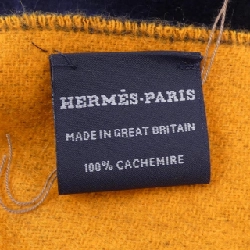 HERMÈS-PARIS
MADE IN GREAT BRITAIN
100% CACHEMIRE